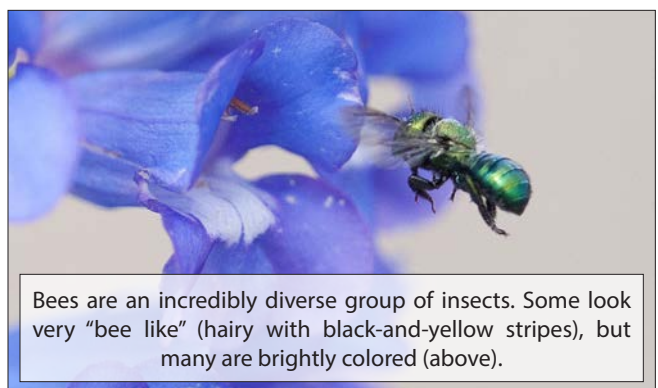 Bees are an incredibly diverse group of insects. Some look
very “bee like” (hairy with black-and-yellow stripes), but
many are brightly colored (above).